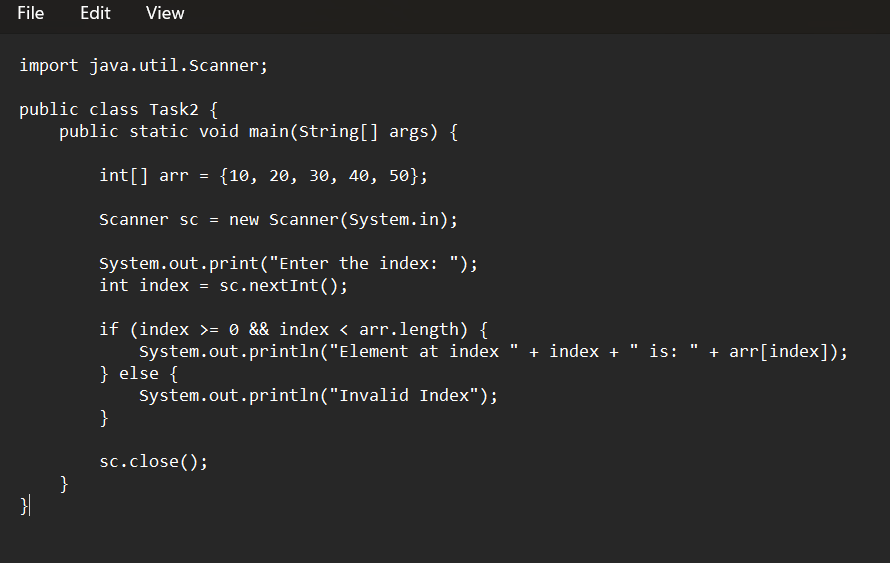 File Edit View
import java.util.Scanner;
public class Task2 {
    public static void main(String[] args) {
        int[] arr = {10, 20, 30, 40, 50};
        Scanner sc = new Scanner(System.in);
        System.out.print("Enter the index: ");
        int index = sc.nextInt();
        if (index >= 0 && index < arr.length) {
            System.out.println("Element at index " + index + " is: " + arr[index]);
        } else {
            System.out.println("Invalid Index");
        }
        sc.close();
    }
}